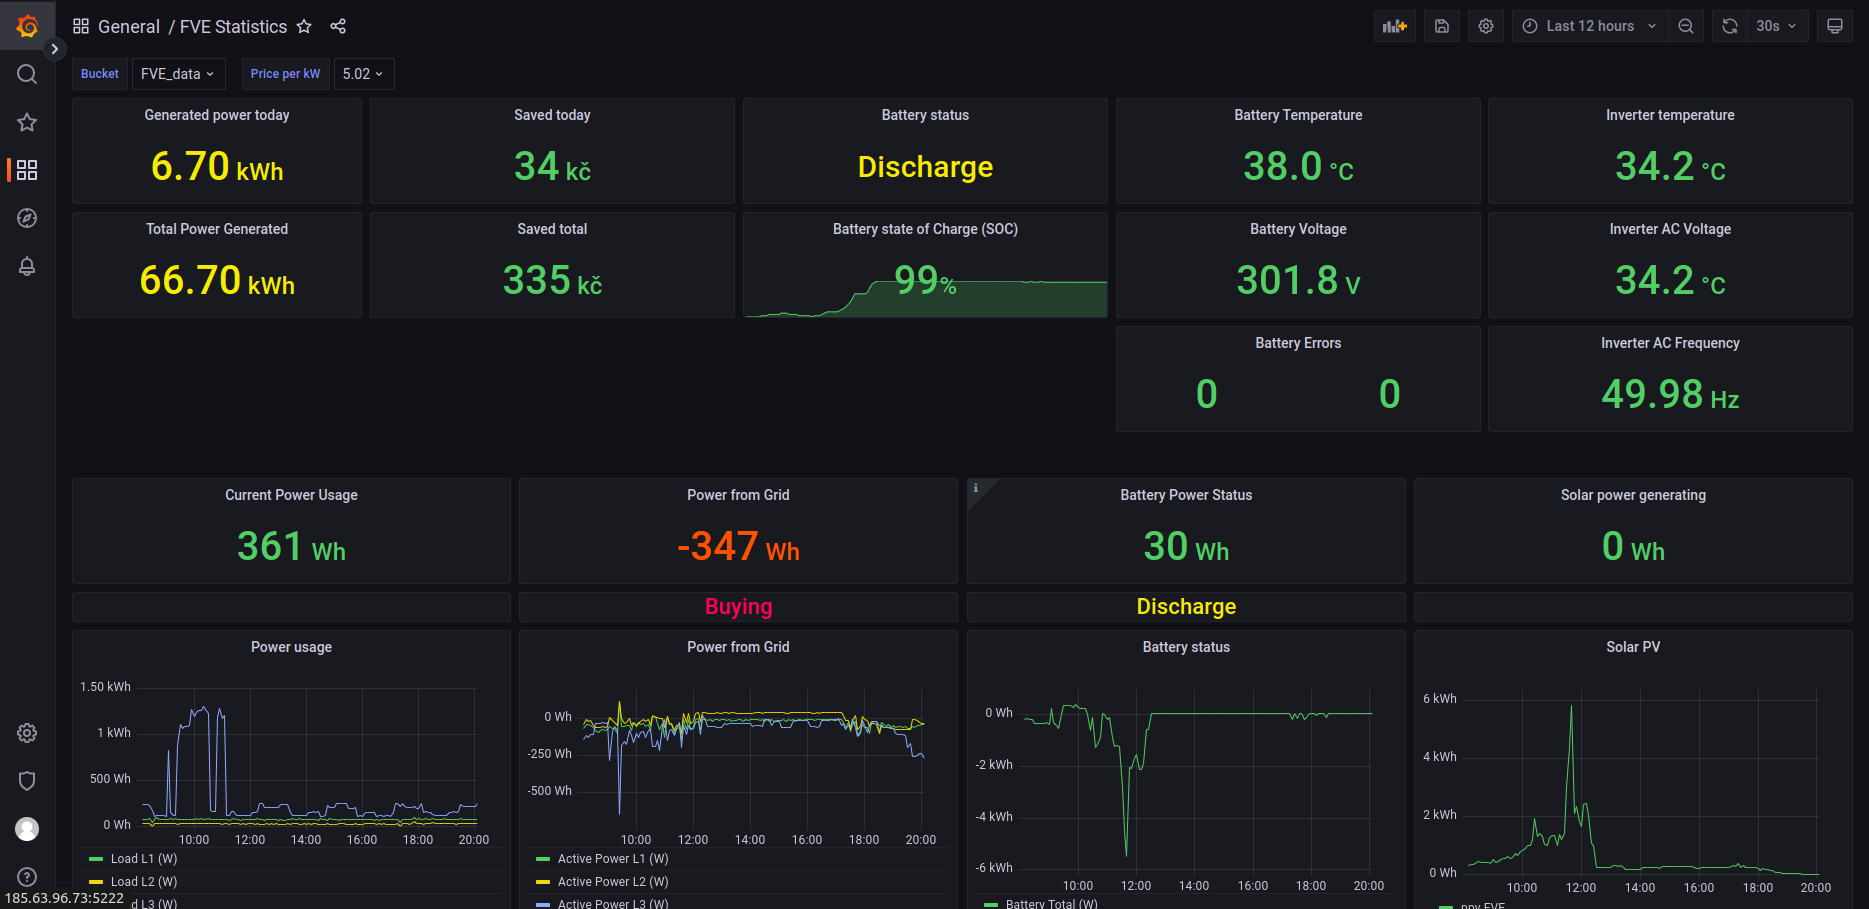 General / FVE Statistics
Last 12 hours
30s
Bucket FVE_data Price per kW 5.02
Generated power today
6.70 kWh
Saved today
34 kč
Battery status
Discharge
Battery Temperature
38.0 °C
Inverter temperature
34.2 °C
Total Power Generated
66.70 kWh
Saved total
335 kč
Battery state of Charge (SOC)
99%
Battery Voltage
301.8 V
Inverter AC Voltage
34.2 °C
Battery Errors
0 0
Inverter AC Frequency
49.98 Hz
Current Power Usage
361 Wh
Power from Grid
-347 Wh
i
Battery Power Status
30 Wh
Solar power generating
0 Wh
Buying
Discharge
Power usage
1.50 kWh
1 kWh
500 Wh
0 Wh
10:00 12:00 14:00 16:00 18:00 20:00
Load L1 (W)
Load L2 (W)
d L3 (W)
Power from Grid
0 Wh
-250 Wh
-500 Wh
10:00 12:00 14:00 16:00 18:00 20:00
Active Power L1 (W)
Active Power L2 (W)
Active Power L3 (W)
Battery status
0 Wh
-2 kWh
-4 kWh
-6 kWh
10:00 12:00 14:00 16:00 18:00 20:00
Battery Total (W)
Solar PV
6 kWh
4 kWh
2 kWh
0 Wh
10:00 12:00 14:00 16:00 18:00 20:00
ppv FVE
185.63.96.73:5222